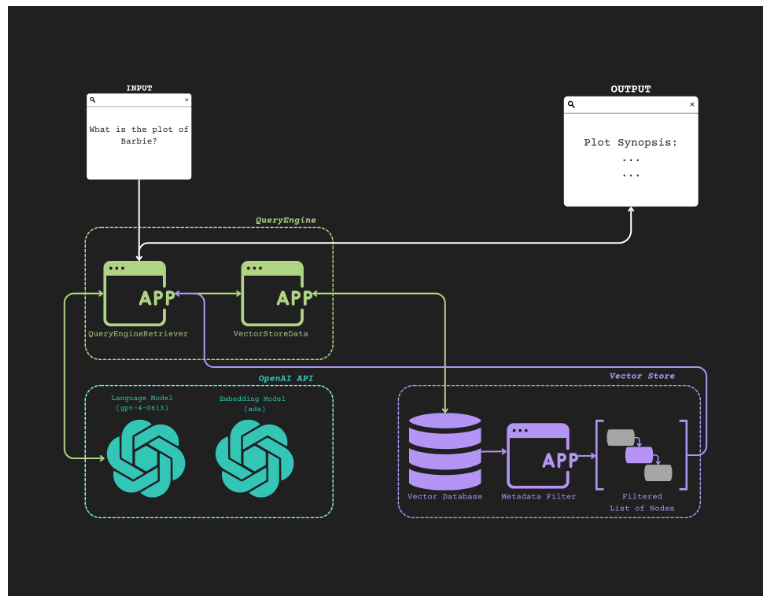 INPUT
What is the plot of
Barbie?
OUTPUT
Plot Synopsis:
...
...
QueryEngine
APP
QueryEngineRetriever
APP
VectorStoreData
OpenAI API
Language Model
(gpt-4-0613)
Embedding Model
(ada)
Vector Store
Vector Database
APP
Metadata Filter
Filtered
List of Nodes